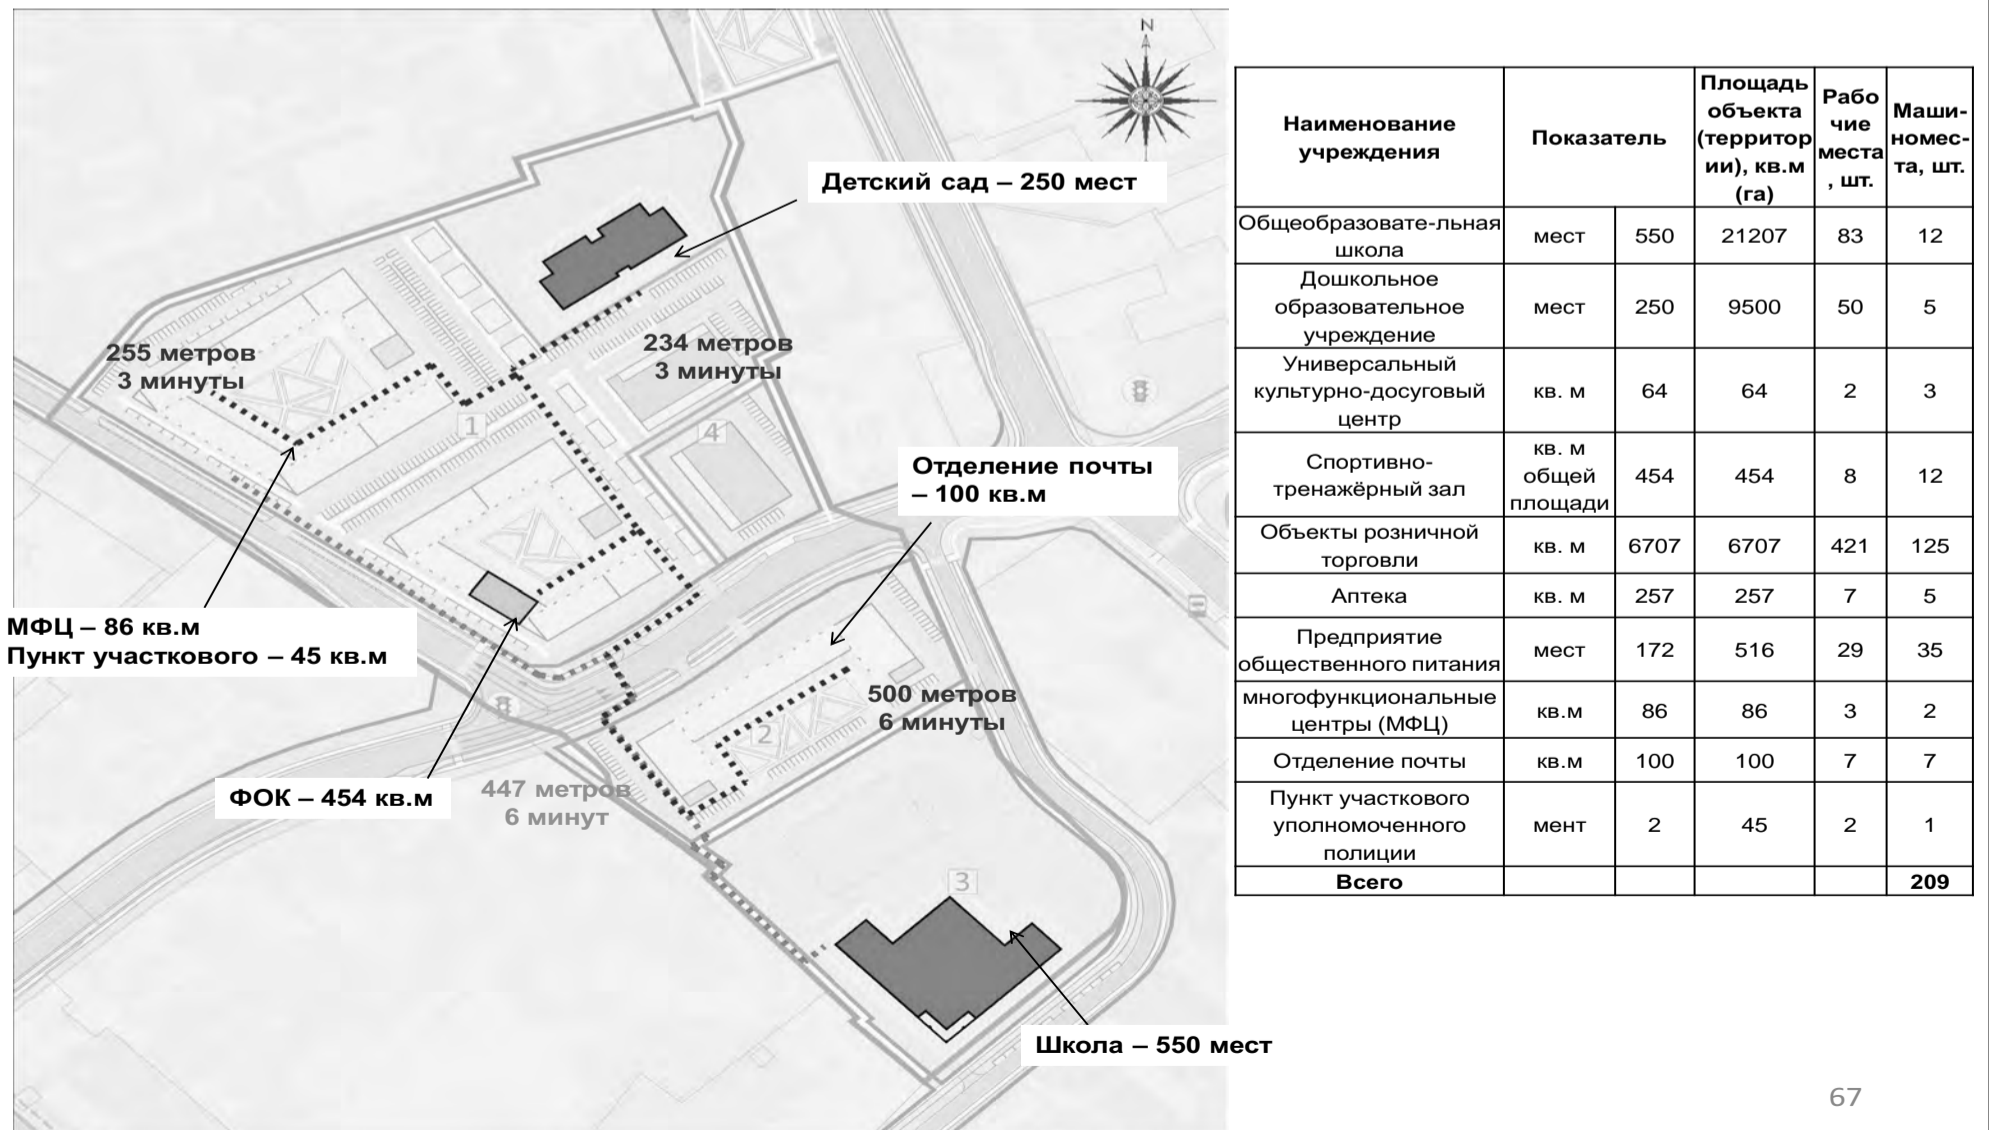 N
Детский сад – 250 мест
255 метров
3 минуты
234 метров
3 минуты
1
4
Отделение почты
– 100 кв.м
МФЦ – 86 кв.м
Пункт участкового – 45 кв.м
500 метров
6 минуты
2
ФОК – 454 кв.м
447 метров
6 минут
3
Школа – 550 мест
Наименование
учреждения
Показатель
Площадь
объекта
(территор
ии), кв.м
(га)
Рабо
чие
места
, шт.
Маши-
номес-
та, шт.
Общеобразовате-льная
школа
мест
550
21207
83
12
Дошкольное
образовательное
учреждение
мест
250
9500
50
5
Универсальный
культурно-досуговый
центр
кв. м
64
64
2
3
Спортивно-
тренажёрный зал
кв. м
общей
площади
454
454
8
12
Объекты розничной
торговли
кв. м
6707
6707
421
125
Аптека
кв. м
257
257
7
5
Предприятие
общественного питания
мест
172
516
29
35
многофункциональные
центры (МФЦ)
кв.м
86
86
3
2
Отделение почты
кв.м
100
100
7
7
Пункт участкового
уполномоченного
полиции
мент
2
45
2
1
Всего
209
67